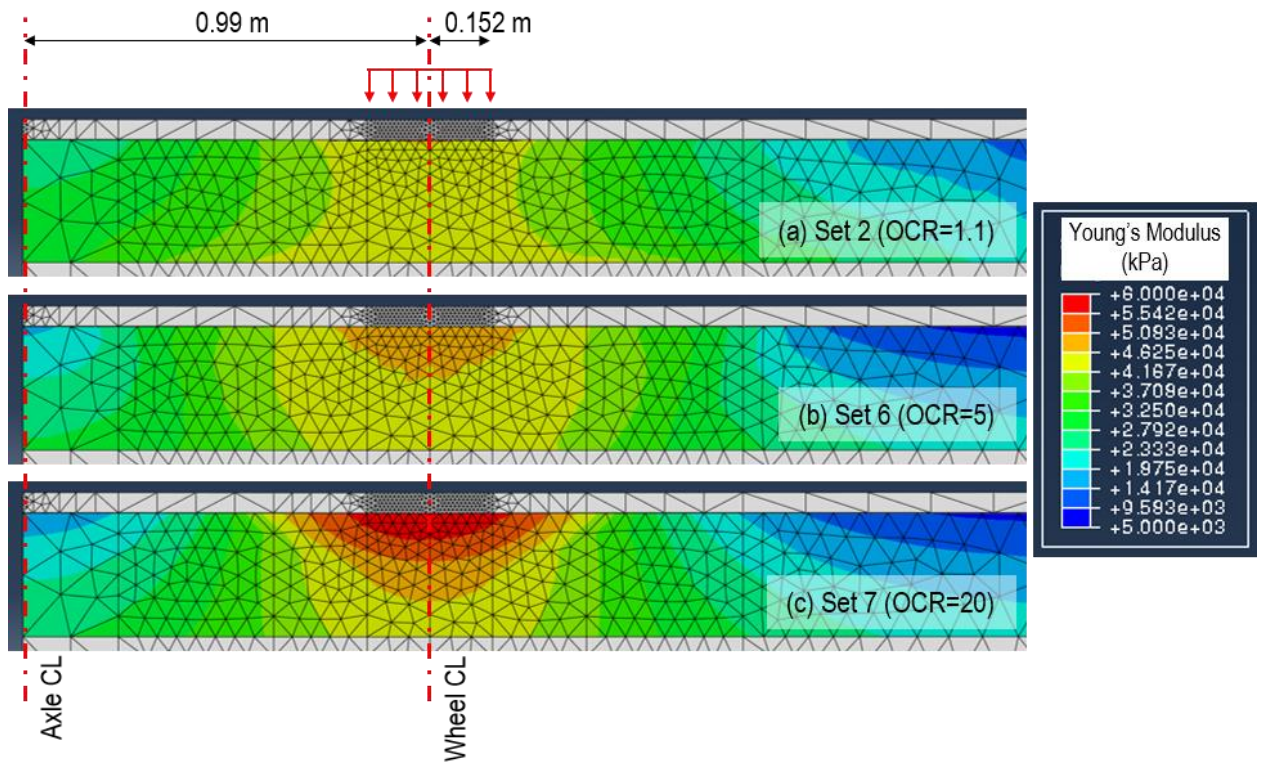 0.99 m
0.152 m
(a) Set 2 (OCR=1.1)
(b) Set 6 (OCR=5)
(c) Set 7 (OCR=20)
Young's Modulus
(kPa)
+6.000e+04
+5.542e+04
+5.083e+04
+4.625e+04
+4.167e+04
+3.708e+04
+3.250e+04
+2.792e+04
+2.333e+04
+1.975e+04
+1.417e+04
+9.583e+03
+5.000e+03
Axle CL
Wheel CL